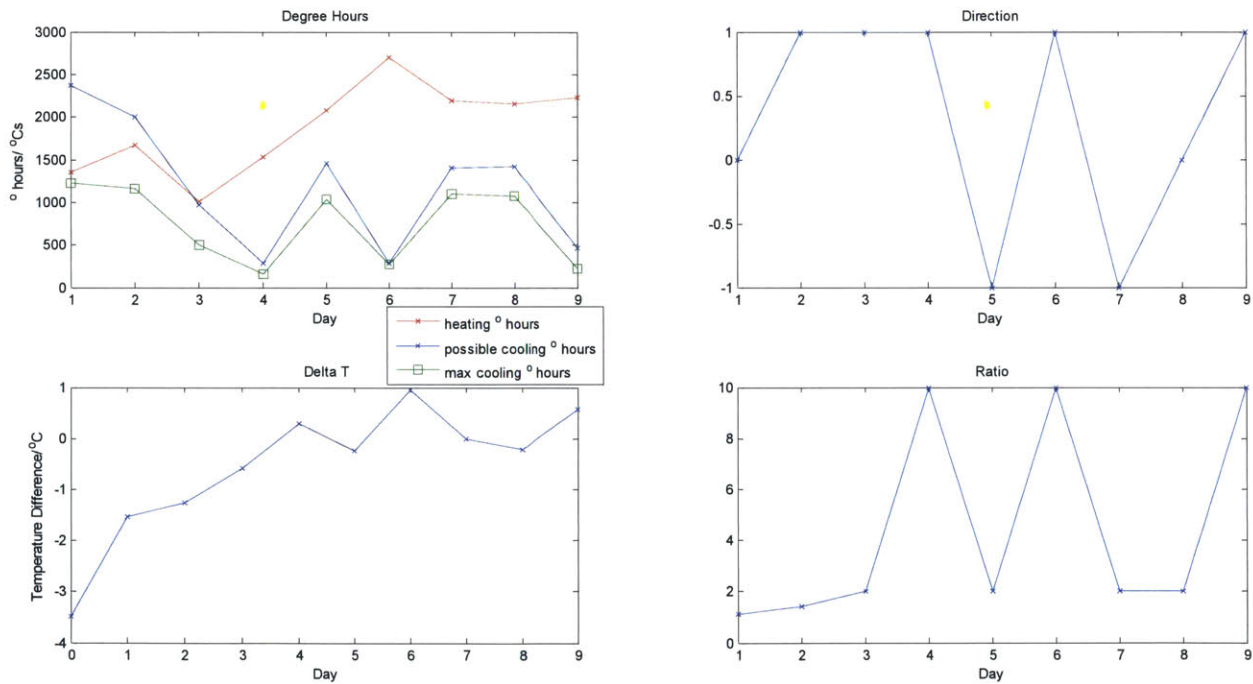 Degree Hours
3000
2500
2000
1500
1000
500
0
° hours/ °Cs
1 2 3 4 5 6 7 8 9
Day
Direction
1
0.5
0
-0.5
-1
1 2 3 4 5 6 7 8 9
Day
heating ° hours
possible cooling ° hours
max cooling ° hours
Delta T
1
0
-1
-2
-3
-4
Temperature Difference/°C
0 1 2 3 4 5 6 7 8 9
Day
Ratio
10
8
6
4
2
0
1 2 3 4 5 6 7 8 9
Day